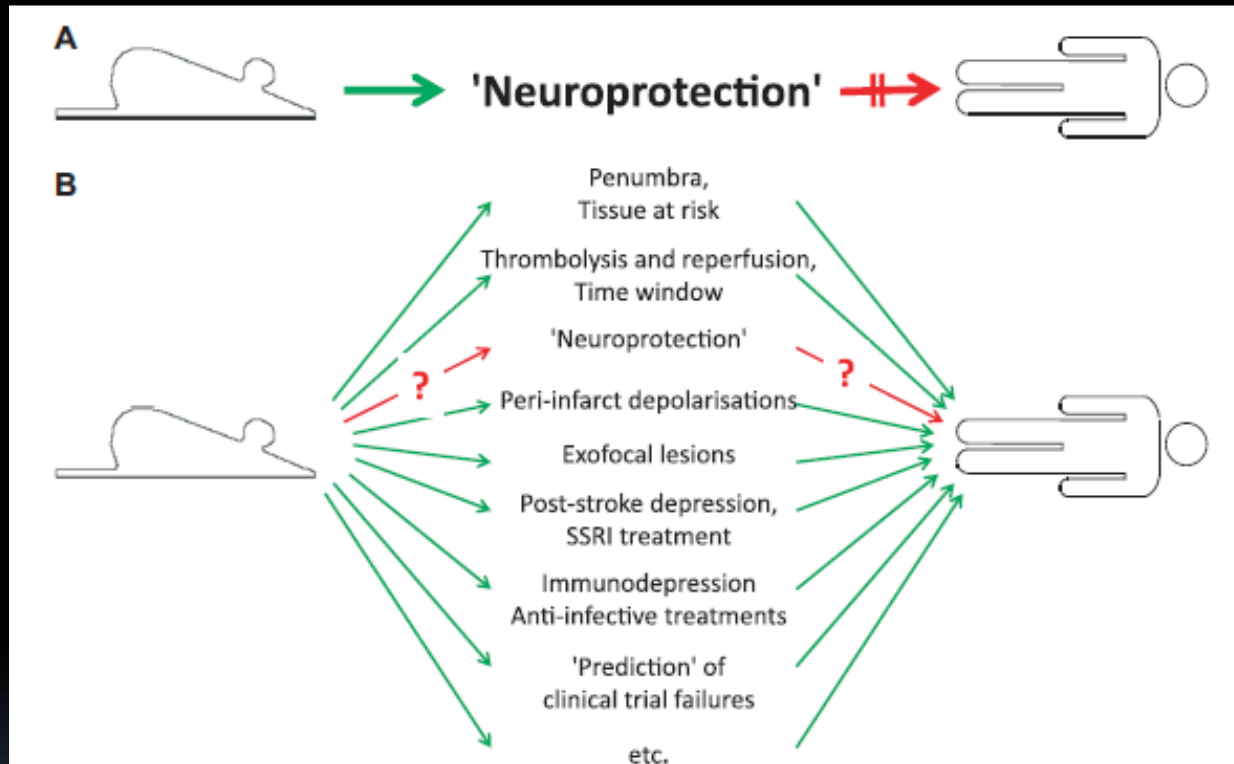 A
'Neuroprotection'
B
Penumbra,
Tissue at risk
Thrombolysis and reperfusion,
Time window
'Neuroprotection'
?
?
Peri-infarct depolarisations
Exofocal lesions
Post-stroke depression,
SSRI treatment
Immunodepression
Anti-infective treatments
'Prediction' of
clinical trial failures
etc.